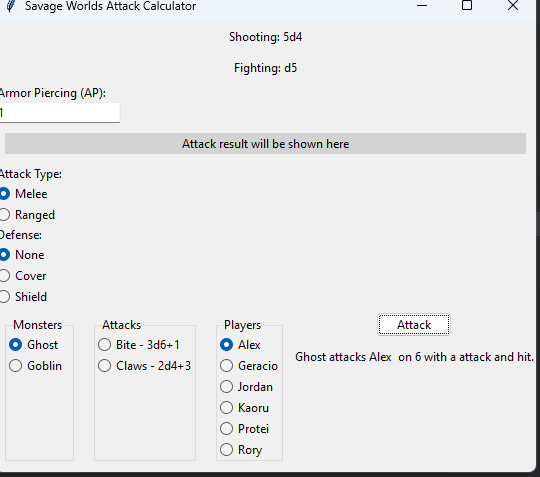 Savage Worlds Attack Calculator
Shooting: 5d4
Fighting: d5
Armor Piercing (AP):
1
Attack result will be shown here
Attack Type:
Melee
Ranged
Defense:
None
Cover
Shield
Monsters
Ghost
Goblin
Attacks
Bite - 3d6+1
Claws - 2d4+3
Players
Alex
Geracio
Jordan
Kaoru
Protei
Rory
Attack
Ghost attacks Alex  on 6 with a attack and hit.